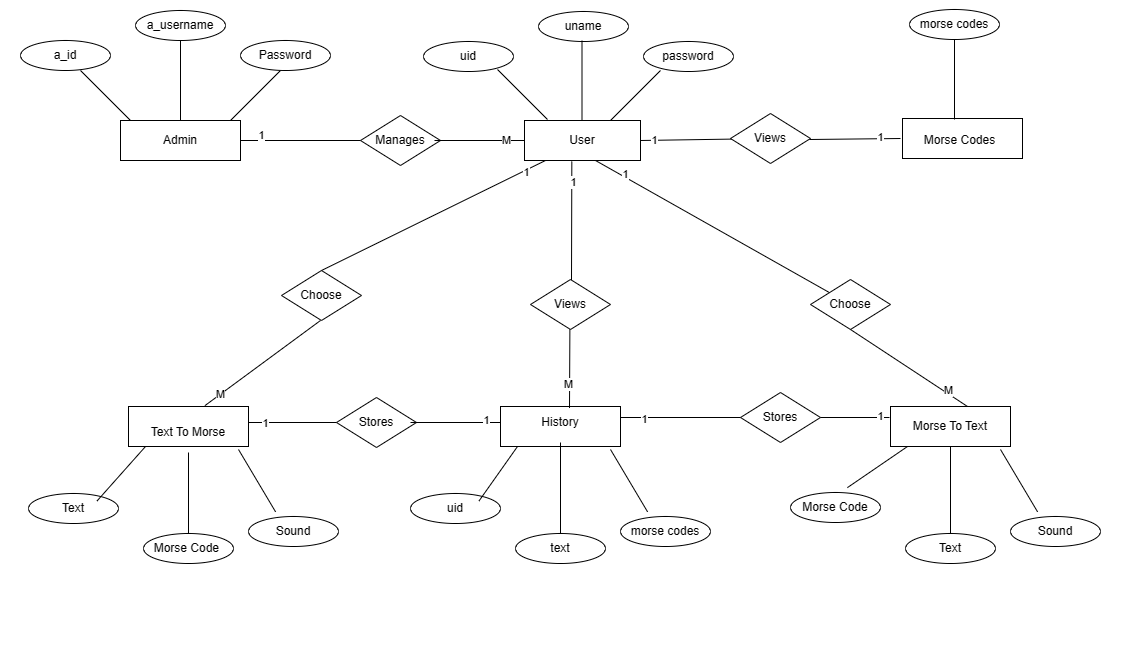 a_id
a_username
Password
uid
uname
password
morse codes
Admin
1
Manages
M
User
1
Views
1
Morse Codes
1
1
1
Choose
Views
Choose
M
M
M
Text To Morse
1
Stores
1
History
1
Stores
1
Morse To Text
Text
Morse Code
Sound
uid
text
morse codes
Morse Code
Text
Sound